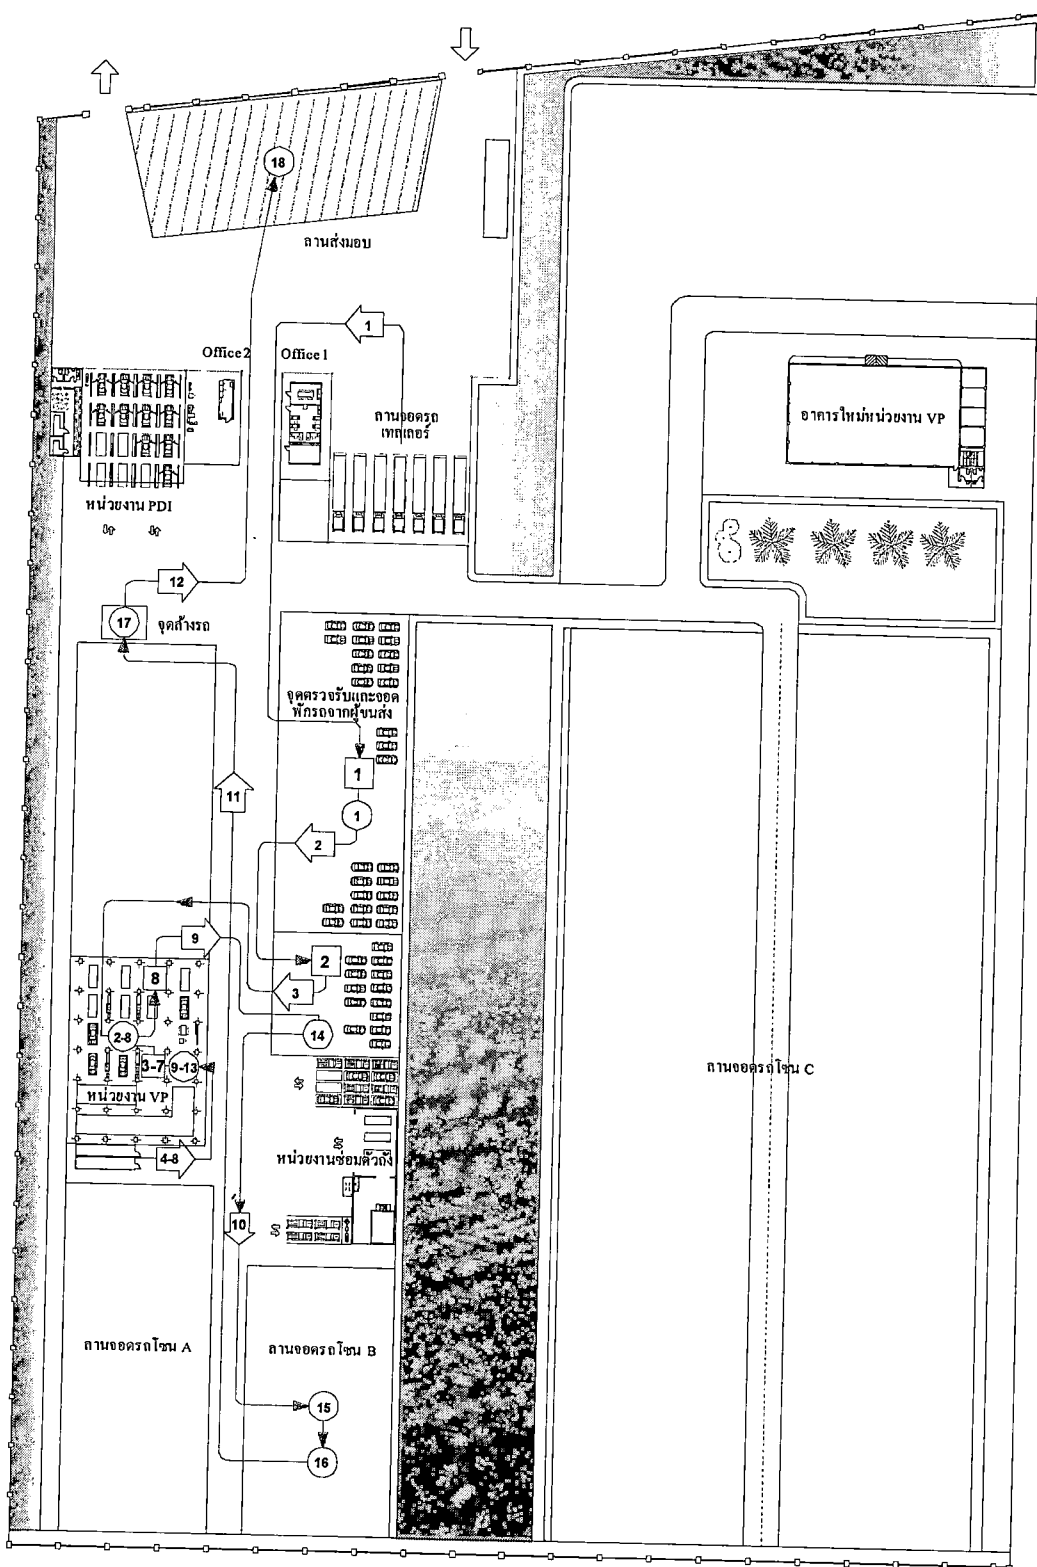 18
ลานส่งมอบ
1
Office 2
Office 1
ลานจอดรถ
เทลเลอร์
อาคารใหม่หน่วยงาน VP
หน่วยงาน PDI
12
17
จุดล้างรถ
จุดตรวจรับและจอด
พักรถจากผู้ขนส่ง
1
11
1
2
9
2
8
3
2-8
14
3-7
9-13
ลานจอดรถโซน C
หน่วยงาน VP
4-8
หน่วยงานซ่อมตัวถัง
10
ลานจอดรถโซน A
ลานจอดรถโซน B
15
16